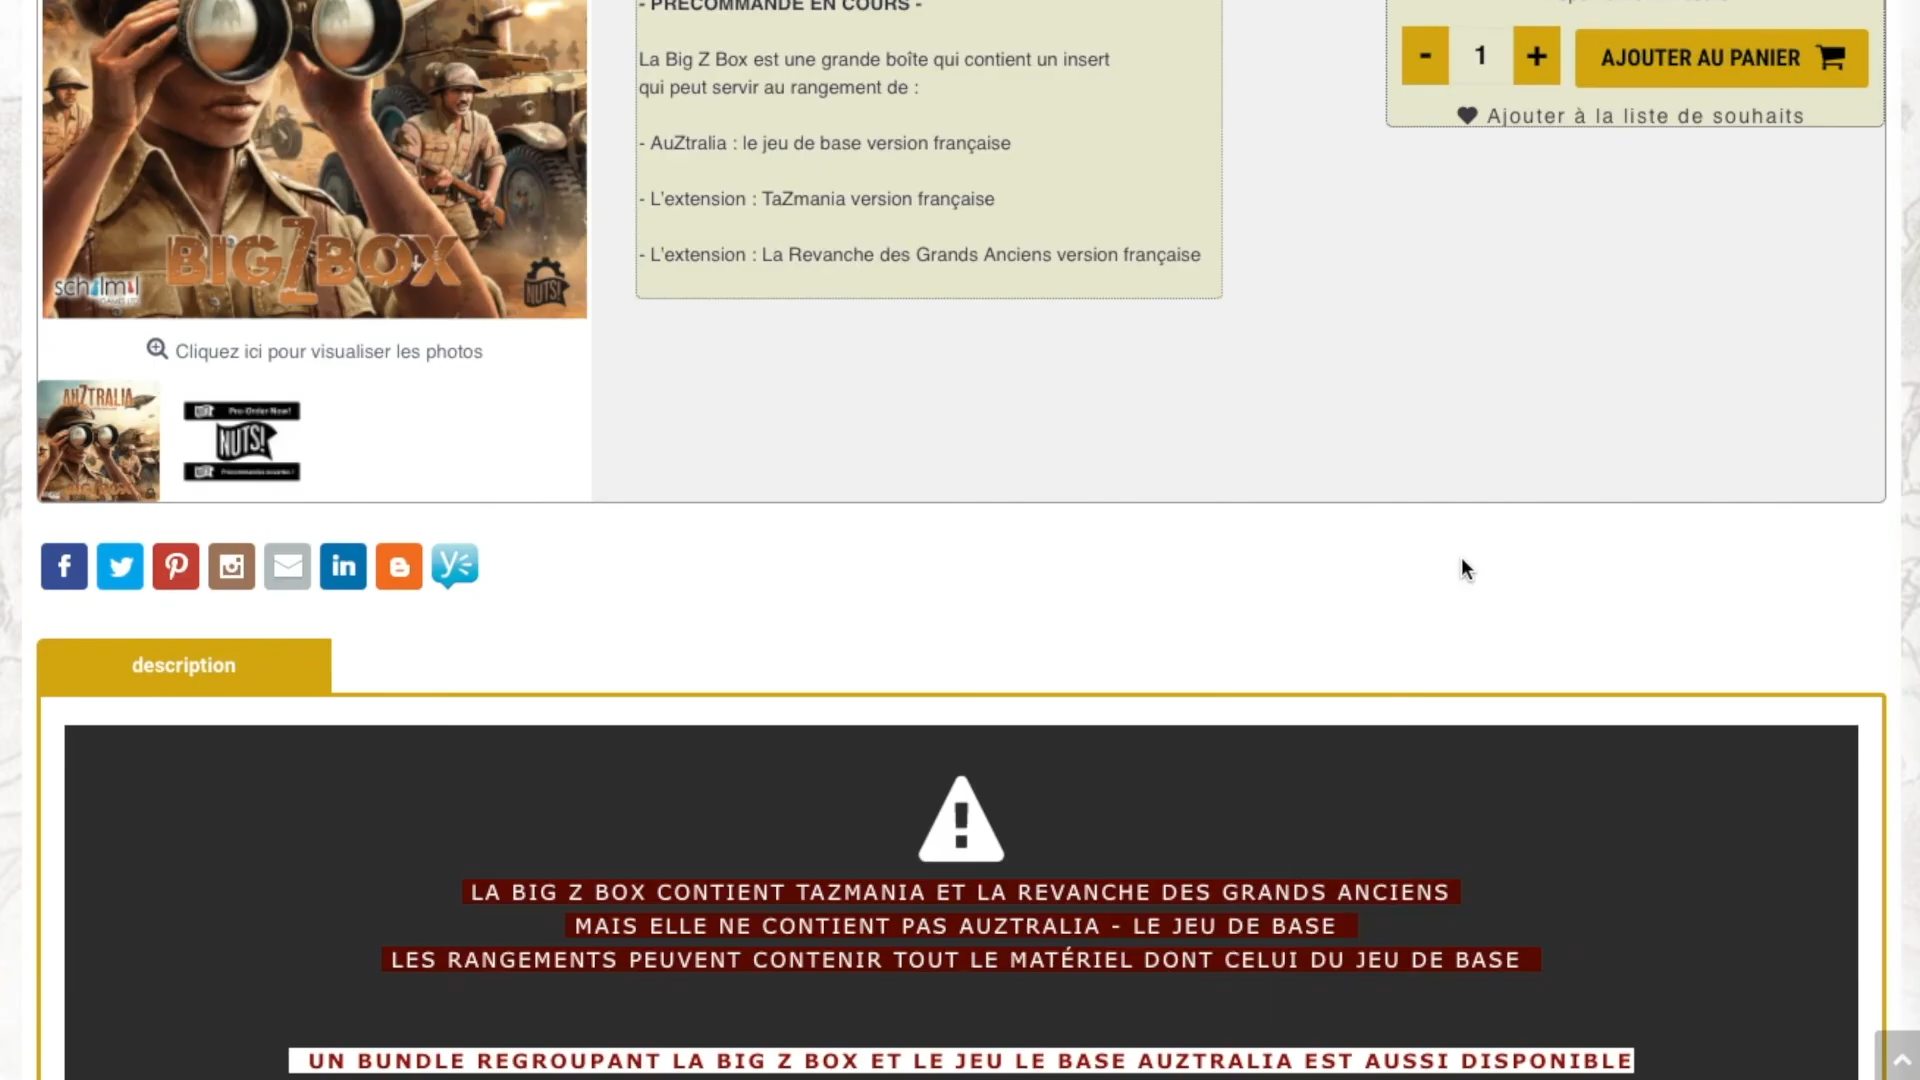 - PRÉCOMMANDE EN COURS -
La Big Z Box est une grande boîte qui contient un insert
qui peut servir au rangement de :
- AuZtralia : le jeu de base version française
- L'extension : TaZmania version française
- L'extension : La Revanche des Grands Anciens version française
- 1 +
AJOUTER AU PANIER
Ajouter à la liste de souhaits
BIG Z BOX
schilmil
NUTS!
Cliquez ici pour visualiser les photos
AUZTRALIA
Pre-Order Now!
NUTS!
description
LA BIG Z BOX CONTIENT TAZMANIA ET LA REVANCHE DES GRANDS ANCIENS
MAIS ELLE NE CONTIENT PAS AUZTRALIA - LE JEU DE BASE
LES RANGEMENTS PEUVENT CONTENIR TOUT LE MATÉRIEL DONT CELUI DU JEU DE BASE
UN BUNDLE REGROUPANT LA BIG Z BOX ET LE JEU LE BASE AUZTRALIA EST AUSSI DISPONIBLE